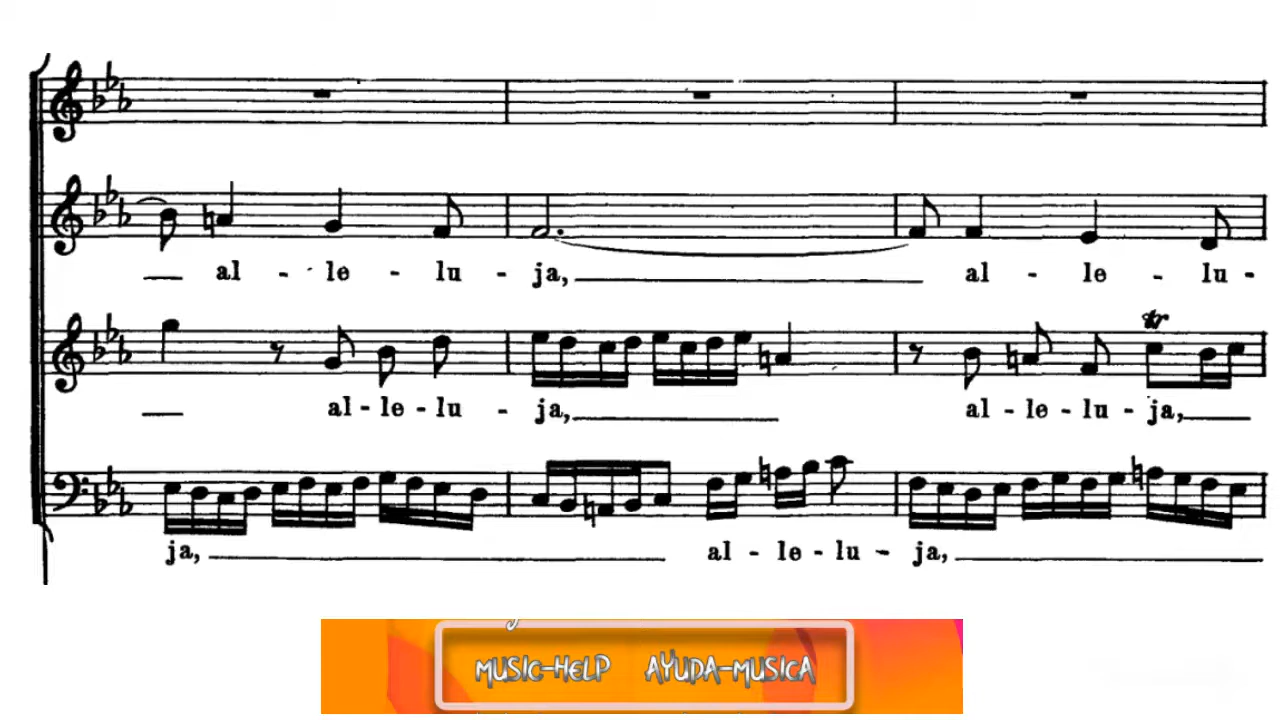 al - le - lu - ja, al - le - lu -
tr
al - le - lu - ja, al - le - lu - ja,
ja, al - le - lu - ja,
MUSIC-HELP AYUDA-MUSICA